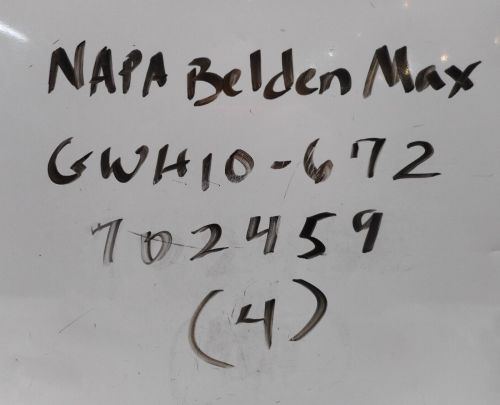 NAPA Belden Max
GWH10-672
702459
(4)